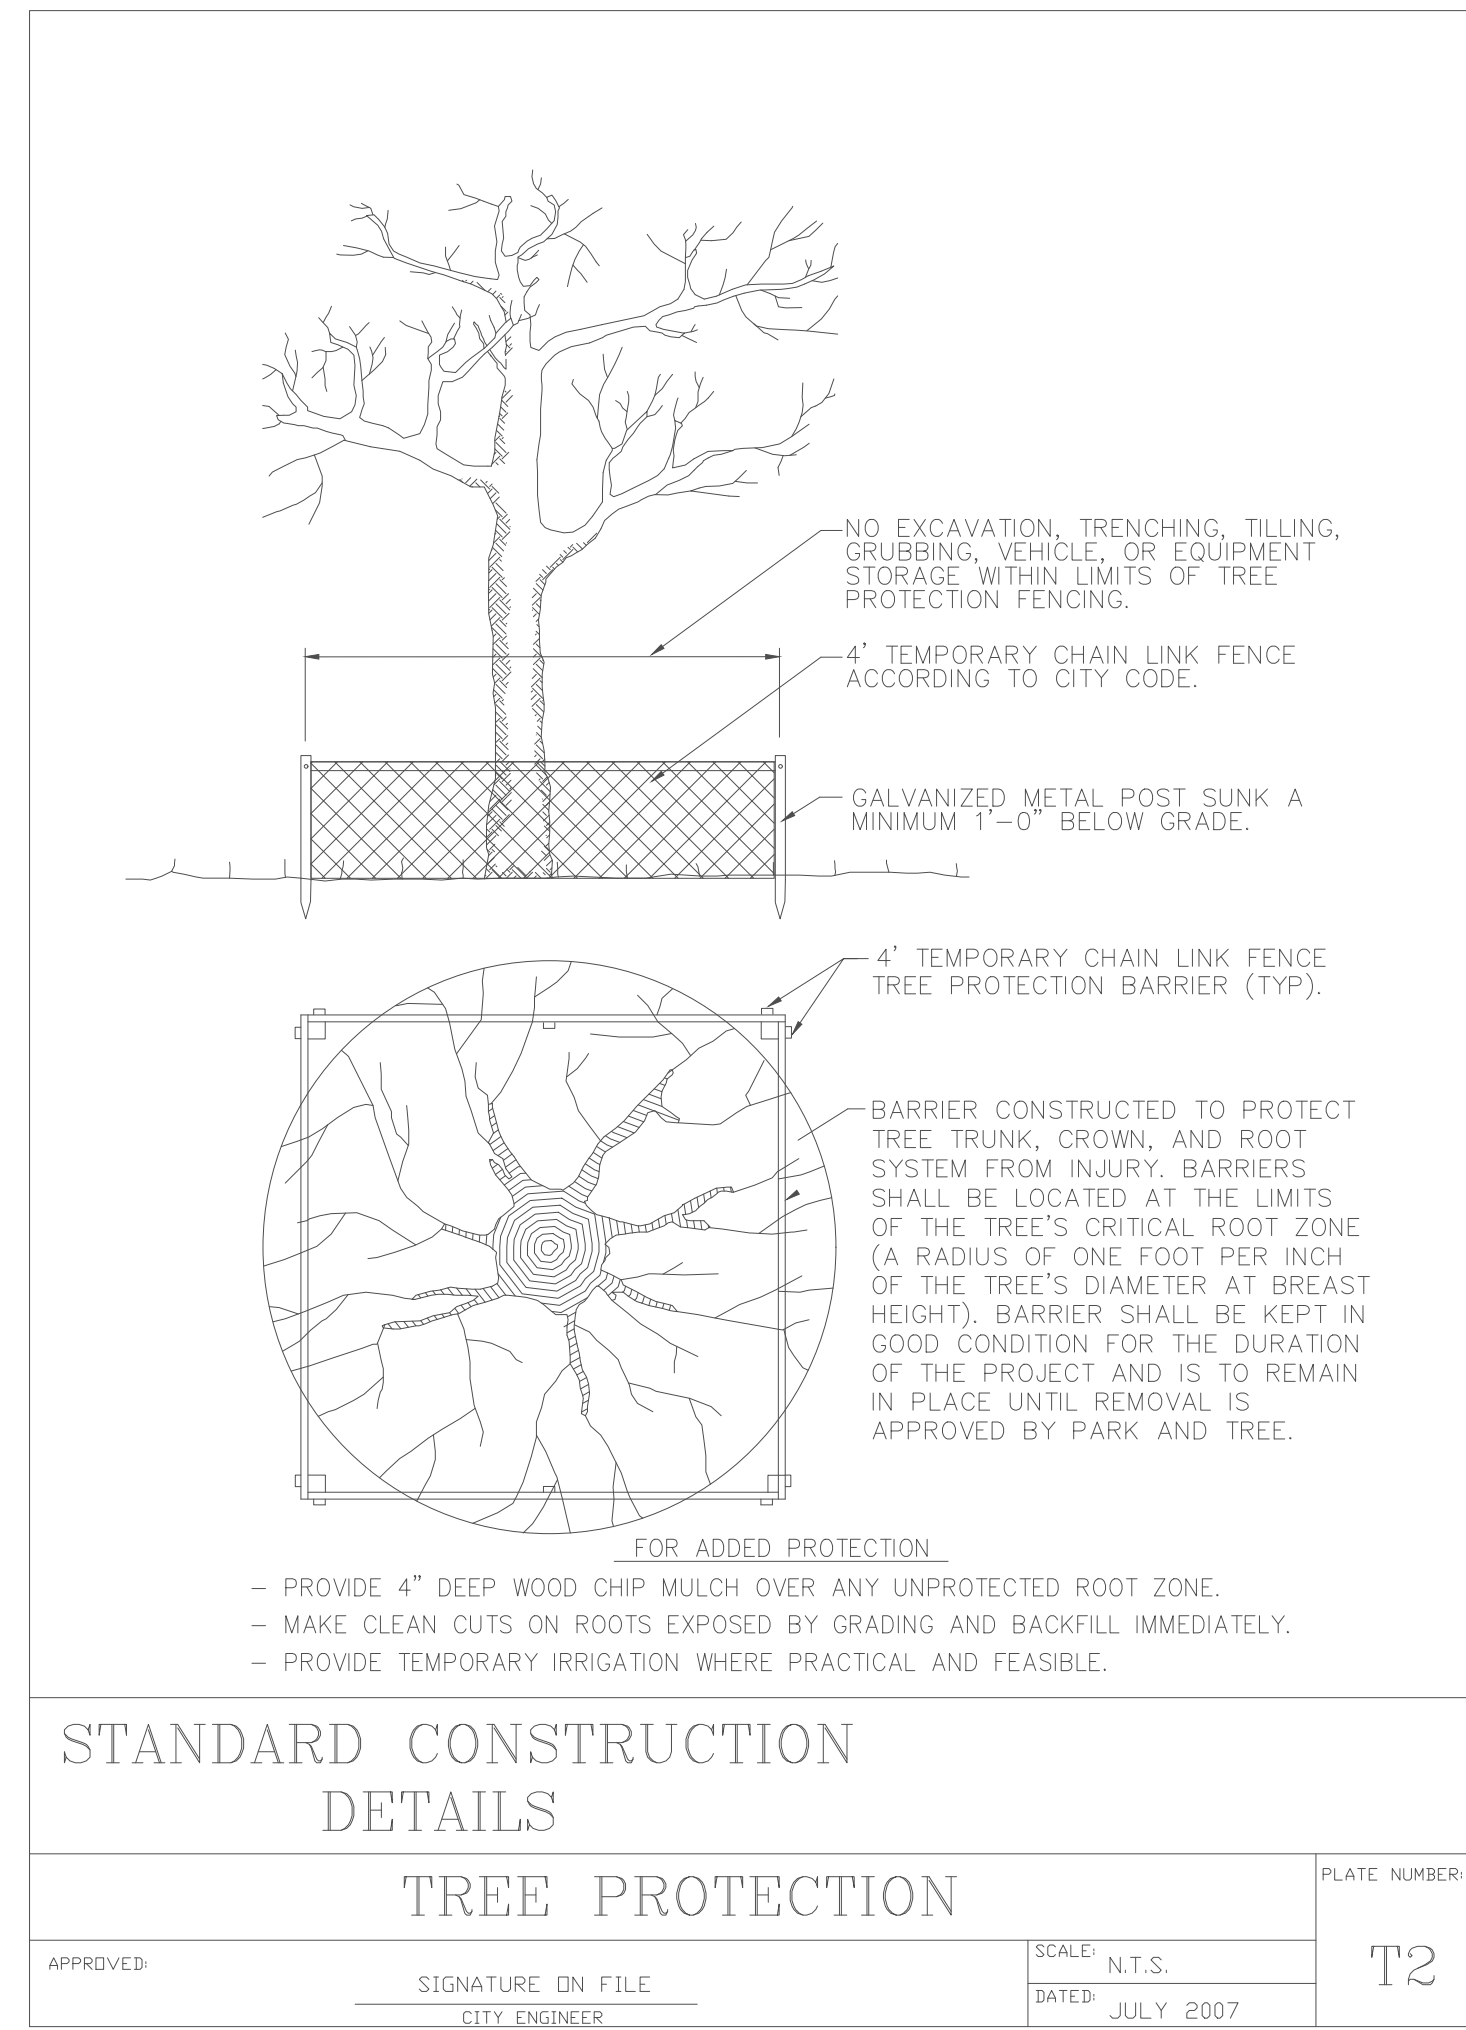 NO EXCAVATION, TRENCHING, TILLING,
GRUBBING, VEHICLE, OR EQUIPMENT
STORAGE WITHIN LIMITS OF TREE
PROTECTION FENCING.
4' TEMPORARY CHAIN LINK FENCE
ACCORDING TO CITY CODE.
GALVANIZED METAL POST SUNK A
MINIMUM 1'-0" BELOW GRADE.
4' TEMPORARY CHAIN LINK FENCE
TREE PROTECTION BARRIER (TYP).
BARRIER CONSTRUCTED TO PROTECT
TREE TRUNK, CROWN, AND ROOT
SYSTEM FROM INJURY. BARRIERS
SHALL BE LOCATED AT THE LIMITS
OF THE TREE'S CRITICAL ROOT ZONE
(A RADIUS OF ONE FOOT PER INCH
OF THE TREE'S DIAMETER AT BREAST
HEIGHT). BARRIER SHALL BE KEPT IN
GOOD CONDITION FOR THE DURATION
OF THE PROJECT AND IS TO REMAIN
IN PLACE UNTIL REMOVAL IS
APPROVED BY PARK AND TREE.
FOR ADDED PROTECTION
- PROVIDE 4" DEEP WOOD CHIP MULCH OVER ANY UNPROTECTED ROOT ZONE.
- MAKE CLEAN CUTS ON ROOTS EXPOSED BY GRADING AND BACKFILL IMMEDIATELY.
- PROVIDE TEMPORARY IRRIGATION WHERE PRACTICAL AND FEASIBLE.
STANDARD CONSTRUCTION
DETAILS
TREE PROTECTION
PLATE NUMBER:
T2
APPROVED:
SIGNATURE ON FILE
CITY ENGINEER
SCALE:
N.T.S.
DATED:
JULY 2007